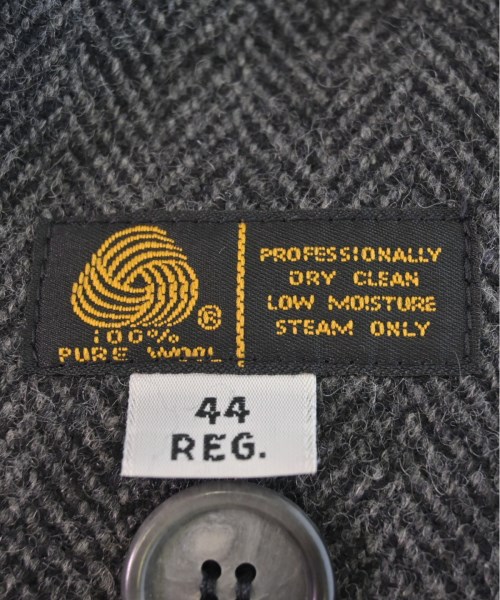 100%
PURE WOOL
®
PROFESSIONALLY
DRY CLEAN
LOW MOISTURE
STEAM ONLY
44
REG.